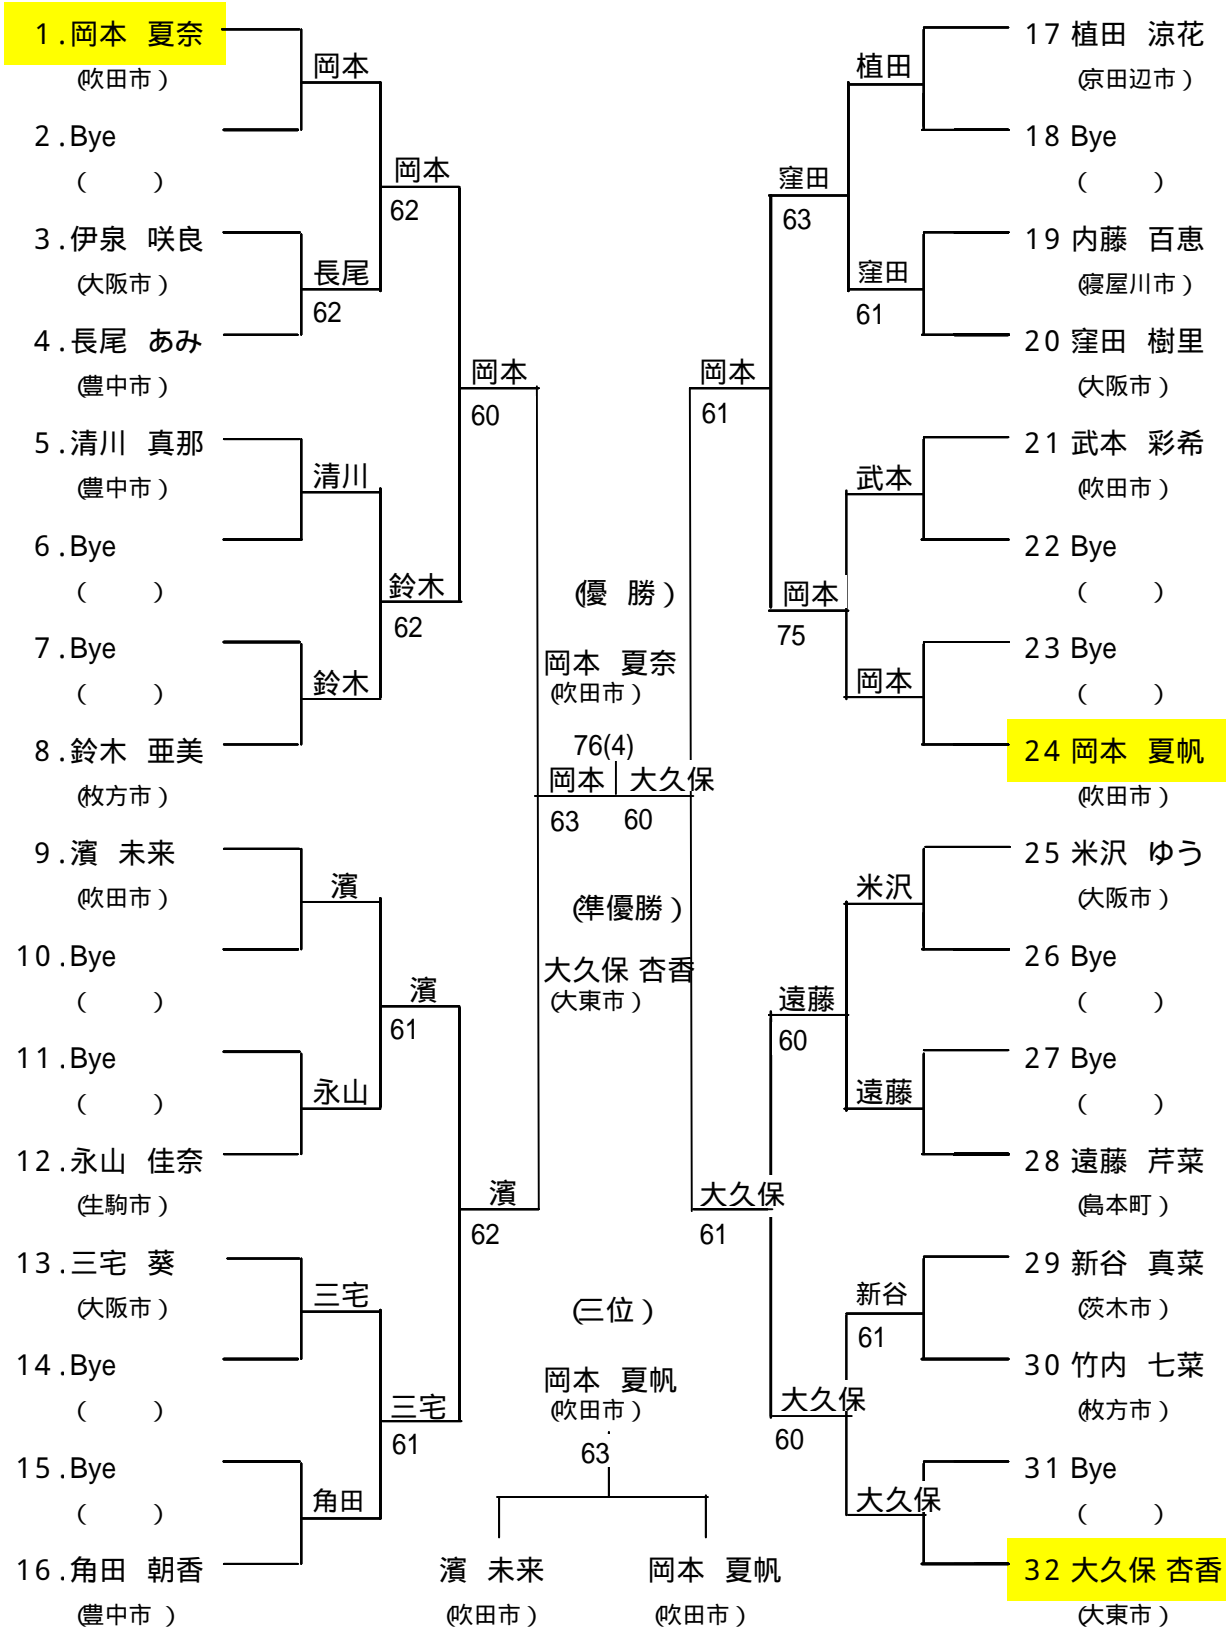 1.岡本 夏奈
(吹田市)
2.Bye
( )
3.伊泉 咲良
(大阪市)
4.長尾 あみ
(豊中市)
5.清川 真那
(豊中市)
6.Bye
( )
7.Bye
( )
8.鈴木 亜美
(枚方市)
9.濱 未来
(吹田市)
10.Bye
( )
11.Bye
( )
12.永山 佳奈
(生駒市)
13.三宅 葵
(大阪市)
14.Bye
( )
15.Bye
( )
16.角田 朝香
(豊中市 )
岡本
長尾
62
清川
鈴木
濱
永山
三宅
角田
岡本
62
鈴木
62
濱
61
三宅
61
岡本
60
濱
62
(優 勝)
岡本 夏奈
(吹田市)
76(4)
岡本 大久保
63 60
(準優勝)
大久保 杏香
(大東市)
(三位)
岡本 夏帆
(吹田市)
63
濱 未来 岡本 夏帆
(吹田市) (吹田市)
岡本
61
大久保
61
窪田
63
岡本
75
遠藤
60
大久保
60
植田
窪田
61
武本
岡本
米沢
遠藤
新谷
61
大久保
17 植田 涼花
(京田辺市)
18 Bye
( )
19 内藤 百恵
(寝屋川市)
20 窪田 樹里
(大阪市)
21 武本 彩希
(吹田市)
22 Bye
( )
23 Bye
( )
24 岡本 夏帆
(吹田市)
25 米沢 ゆう
(大阪市)
26 Bye
( )
27 Bye
( )
28 遠藤 芹菜
(島本町)
29 新谷 真菜
(茨木市)
30 竹内 七菜
(枚方市)
31 Bye
( )
32 大久保 杏香
(大東市)